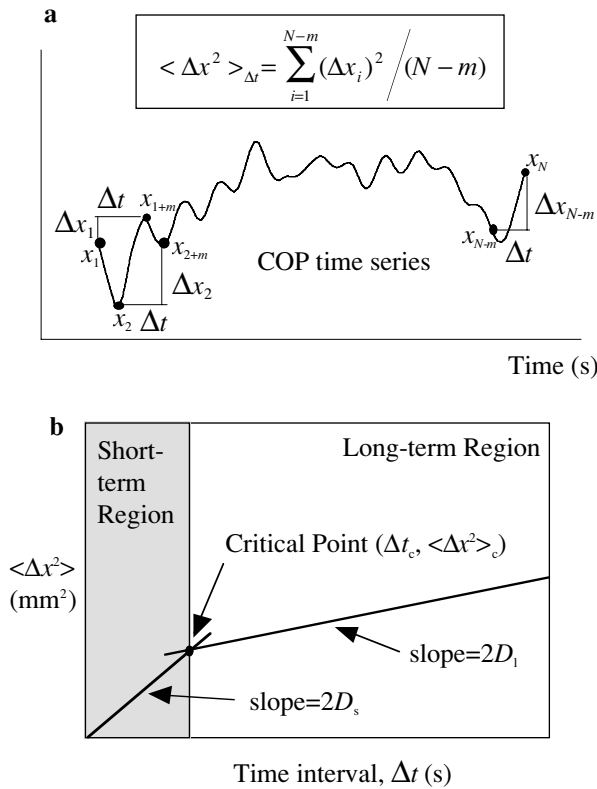 a
< Δx² >_Δt = ∑_{i=1}^{N−m} (Δx_i)² / (N − m)
Δt x_{1+m}
x_N
Δx_1
Δx_{N-m}
x_1
x_{2+m}
x_{N-m}
COP time series
Δt
Δx_2
x_2
Δt
Time (s)
b
Short-
term
Region
Long-term Region
Critical Point (Δt_c, <Δx²>_c)
<Δx²>
(mm²)
slope=2D_l
slope=2D_s
Time interval, Δt (s)